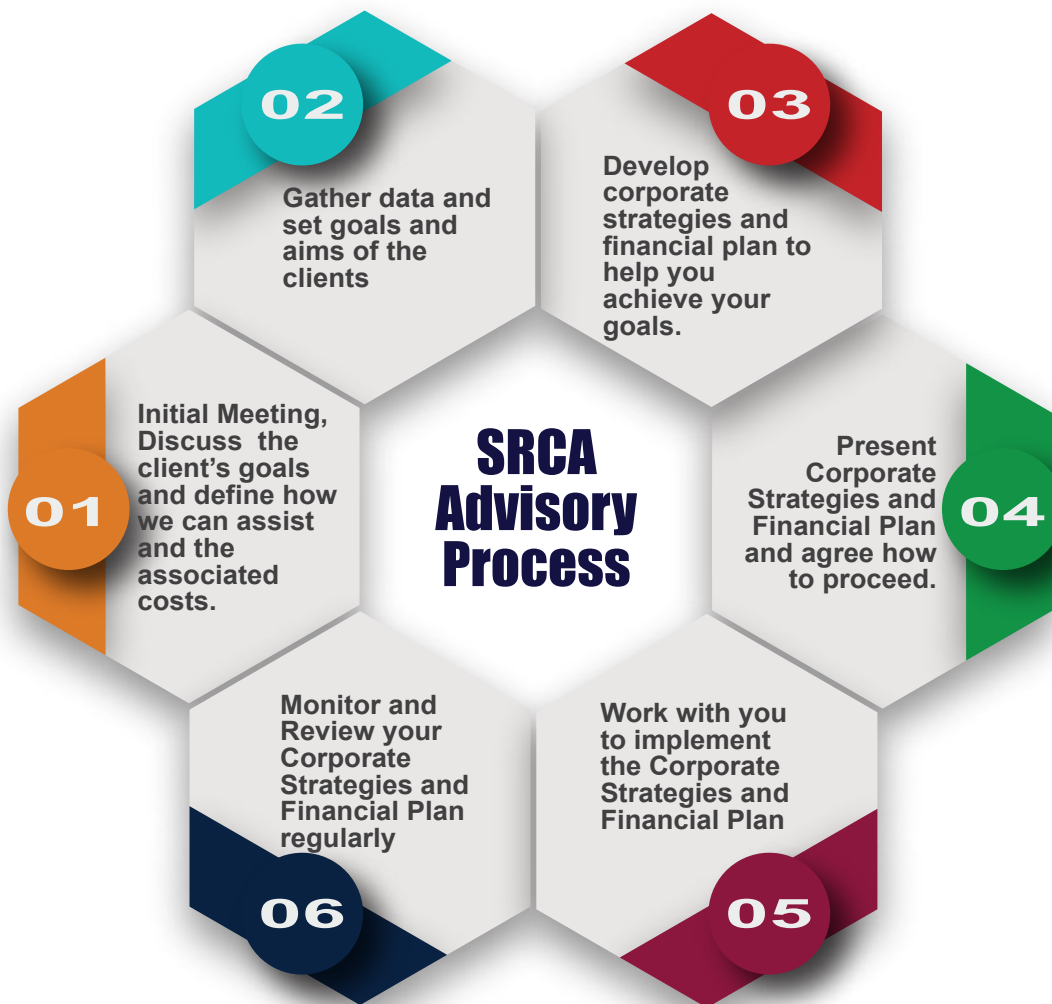 SRCA
Advisory
Process
01
Initial Meeting,
Discuss  the
client’s goals
and define how
we can assist
and the
associated
costs.
02
Gather data and
set goals and
aims of the
clients
03
Develop
corporate
strategies and
financial plan to
help you
achieve your
goals.
04
Present
Corporate
Strategies and
Financial Plan
and agree how
to proceed.
05
Work with you
to implement
the Corporate
Strategies and
Financial Plan
06
Monitor and
Review your
Corporate
Strategies and
Financial Plan
regularly